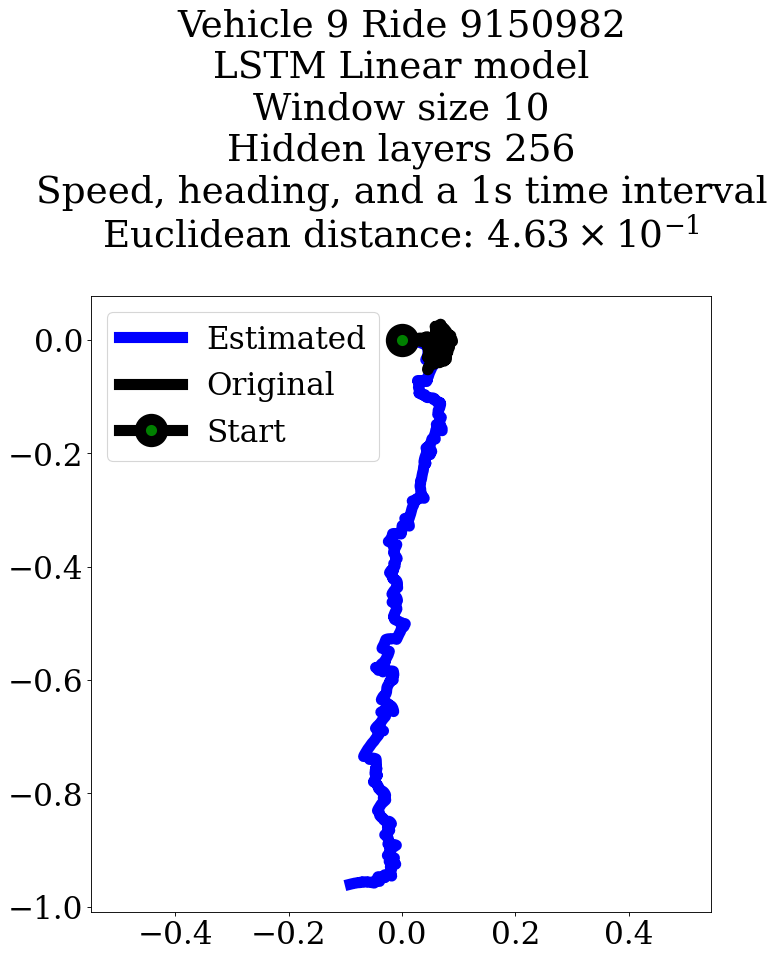 Vehicle 9 Ride 9150982
LSTM Linear model
Window size 10
Hidden layers 256
Speed, heading, and a 1s time interval
Euclidean distance: 4.63 × 10⁻¹
Estimated
Original
Start
0.0
−0.2
−0.4
−0.6
−0.8
−1.0
−0.4 −0.2 0.0 0.2 0.4